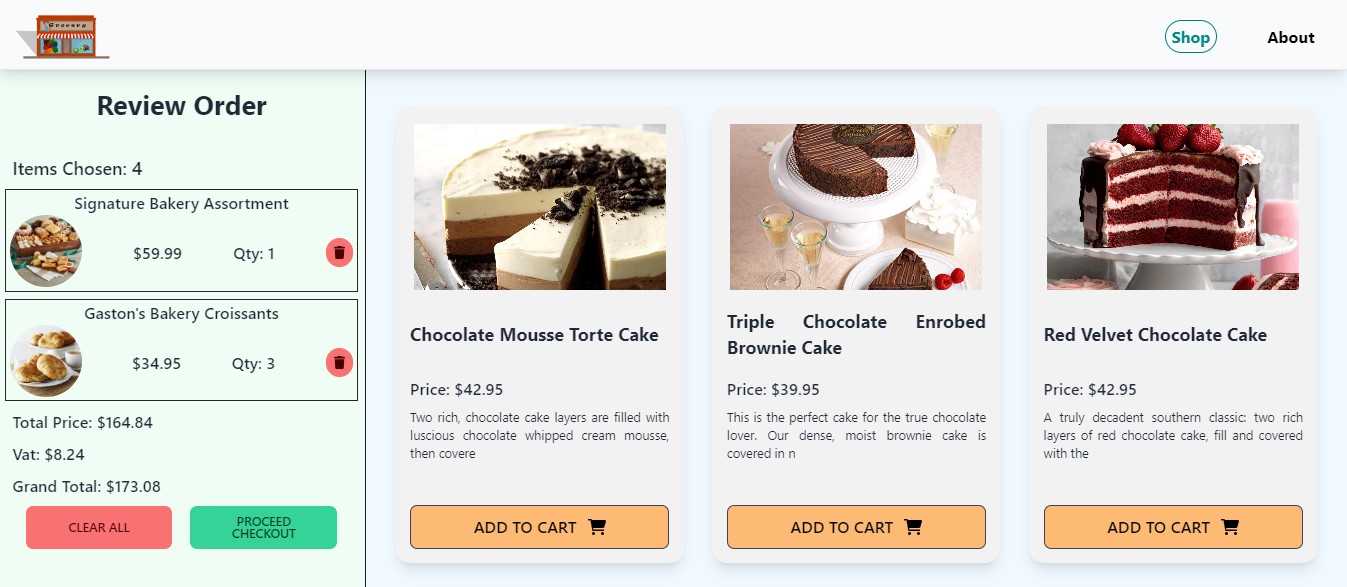 Grocery
Shop
About
Review Order
Items Chosen: 4
Signature Bakery Assortment
$59.99
Qty: 1
Gaston's Bakery Croissants
$34.95
Qty: 3
Total Price: $164.84
Vat: $8.24
Grand Total: $173.08
CLEAR ALL
PROCEED
CHECKOUT
Chocolate Mousse Torte Cake
Price: $42.95
Two rich, chocolate cake layers are filled with
luscious chocolate whipped cream mousse,
then covere
ADD TO CART
Triple Chocolate Enrobed
Brownie Cake
Price: $39.95
This is the perfect cake for the true chocolate
lover. Our dense, moist brownie cake is
covered in n
ADD TO CART
Red Velvet Chocolate Cake
Price: $42.95
A truly decadent southern classic: two rich
layers of red chocolate cake, fill and covered
with the
ADD TO CART